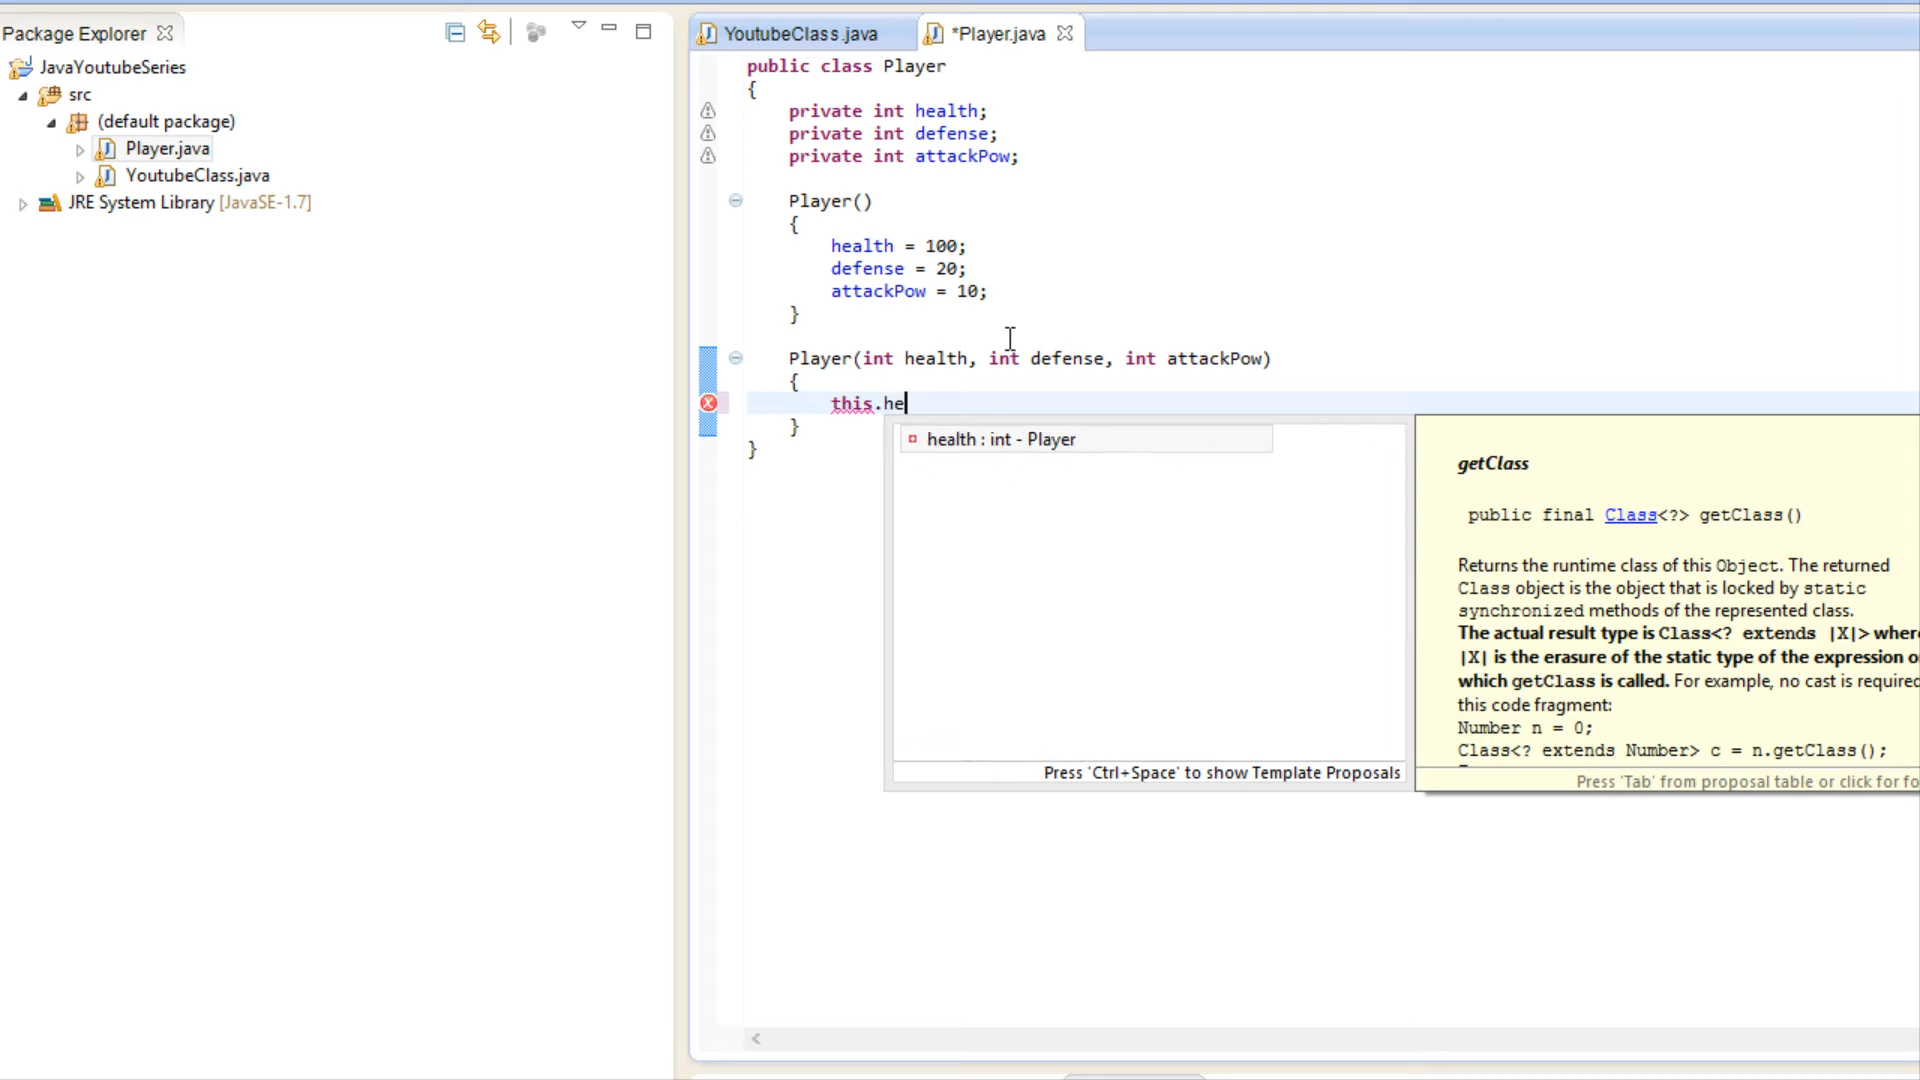 Package Explorer
JavaYoutubeSeries
src
(default package)
Player.java
YoutubeClass.java
JRE System Library [JavaSE-1.7]
YoutubeClass.java
*Player.java
public class Player
{
private int health;
private int defense;
private int attackPow;
Player()
{
health = 100;
defense = 20;
attackPow = 10;
}
Player(int health, int defense, int attackPow)
{
this.he
}
}
health : int - Player
Press 'Ctrl+Space' to show Template Proposals
getClass
public final Class<?> getClass()
Returns the runtime class of this Object. The returned
Class object is the object that is locked by static
synchronized methods of the represented class.
The actual result type is Class<? extends |X|> where
|X| is the erasure of the static type of the expression o
which getClass is called. For example, no cast is required
this code fragment:
Number n = 0;
Class<? extends Number> c = n.getClass();
Press 'Tab' from proposal table or click for fo